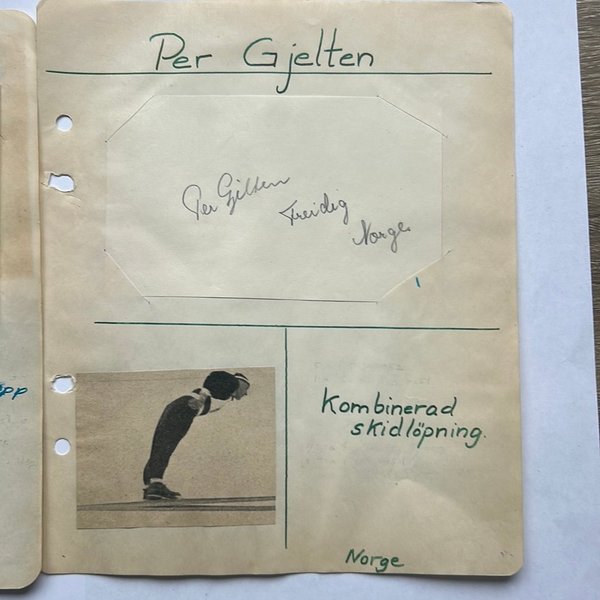 Per Gjelten
Per Gjelten
Freidig
Norge
Kombinerad
skidlöpning.
Norge